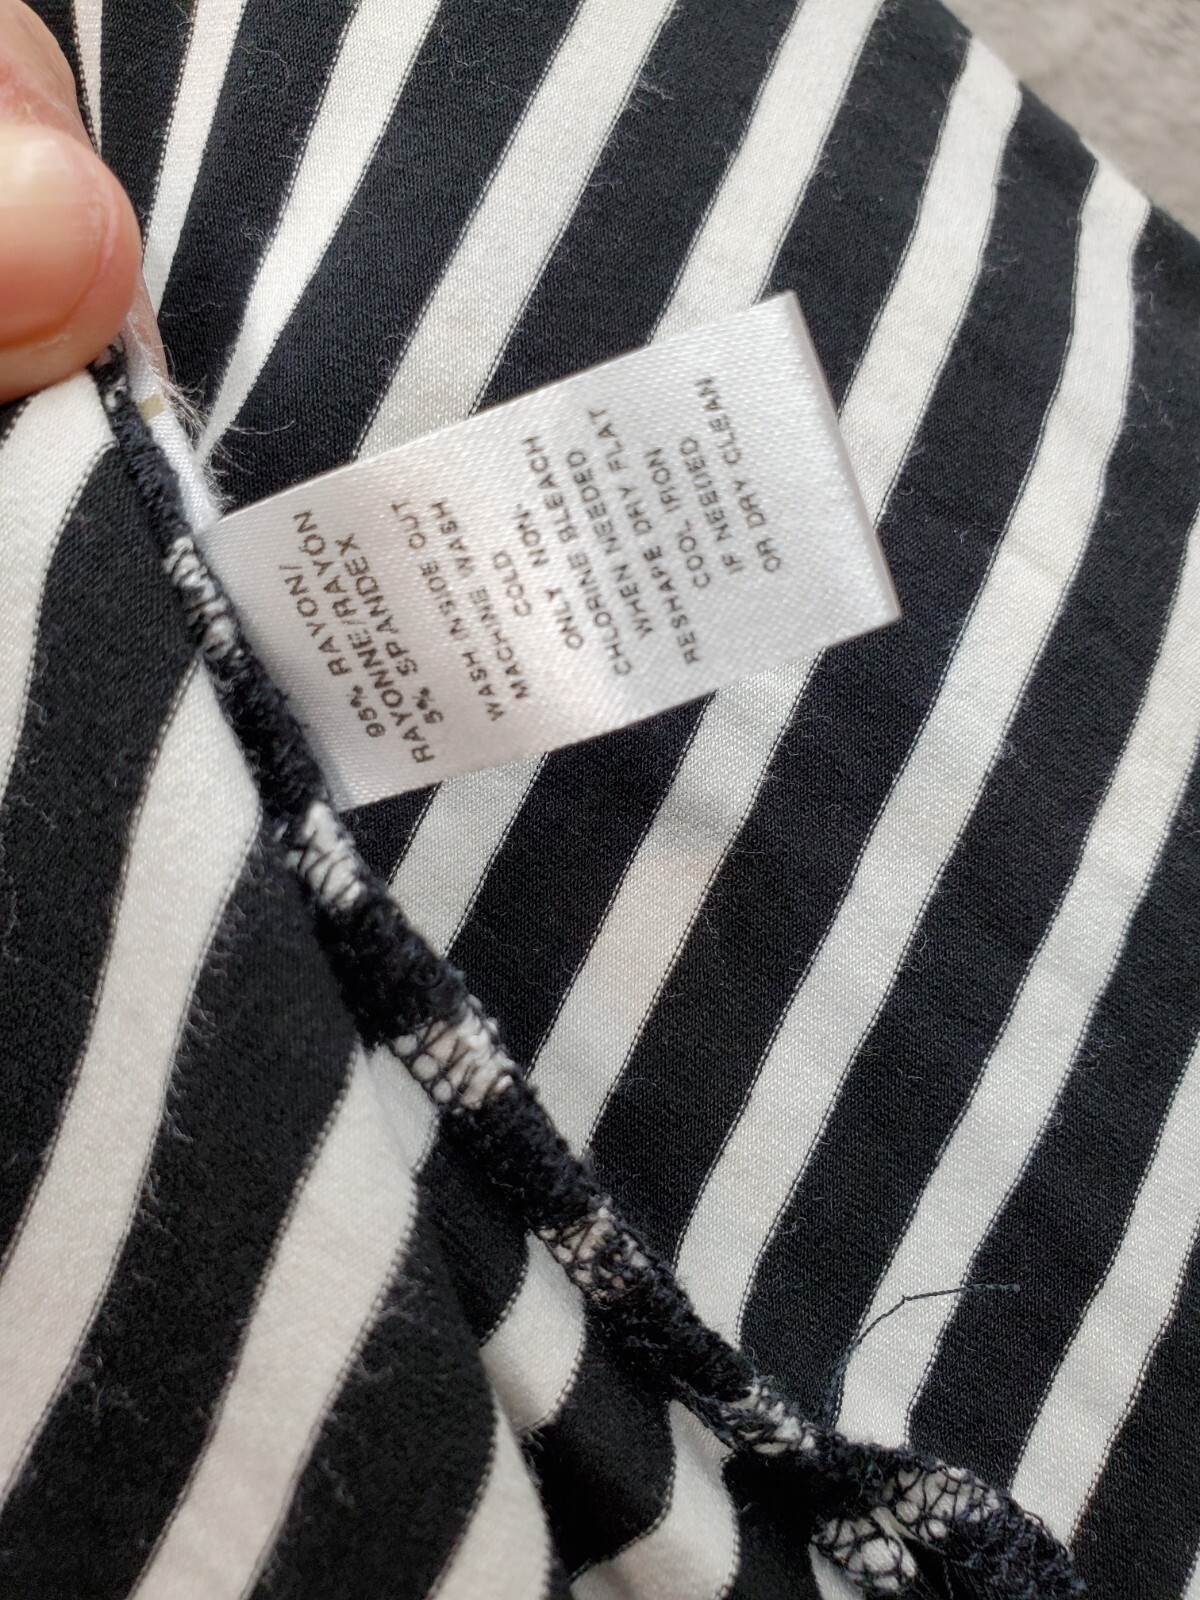 95% RAYON/
RAYONNE/RAYÓN
5% SPANDEX
WASH INSIDE OUT
MACHINE WASH
COLD
ONLY NON-
CHLORINE BLEACH
WHEN NEEDED
RESHAPE DRY FLAT
COOL IRON
IF NEEDED
OR DRY CLEAN